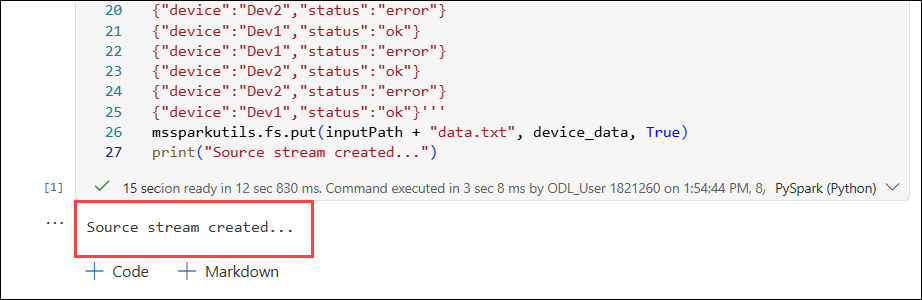 20 {"device":"Dev2","status":"error"}
21 {"device":"Dev1","status":"ok"}
22 {"device":"Dev1","status":"error"}
23 {"device":"Dev2","status":"ok"}
24 {"device":"Dev2","status":"error"}
25 {"device":"Dev1","status":"ok"}'''
26 mssparkutils.fs.put(inputPath + "data.txt", device_data, True)
27 print("Source stream created...")
[1] 15 secion ready in 12 sec 830 ms. Command executed in 3 sec 8 ms by ODL_User 1821260 on 1:54:44 PM, 8, PySpark (Python)
... Source stream created...
+ Code + Markdown